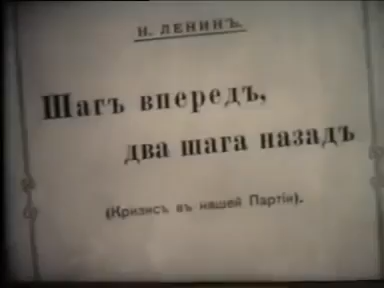 Н. ЛЕНИНЪ.
Шагъ впередъ,
два шага назадъ
(Кризисъ въ нашей Партіи).